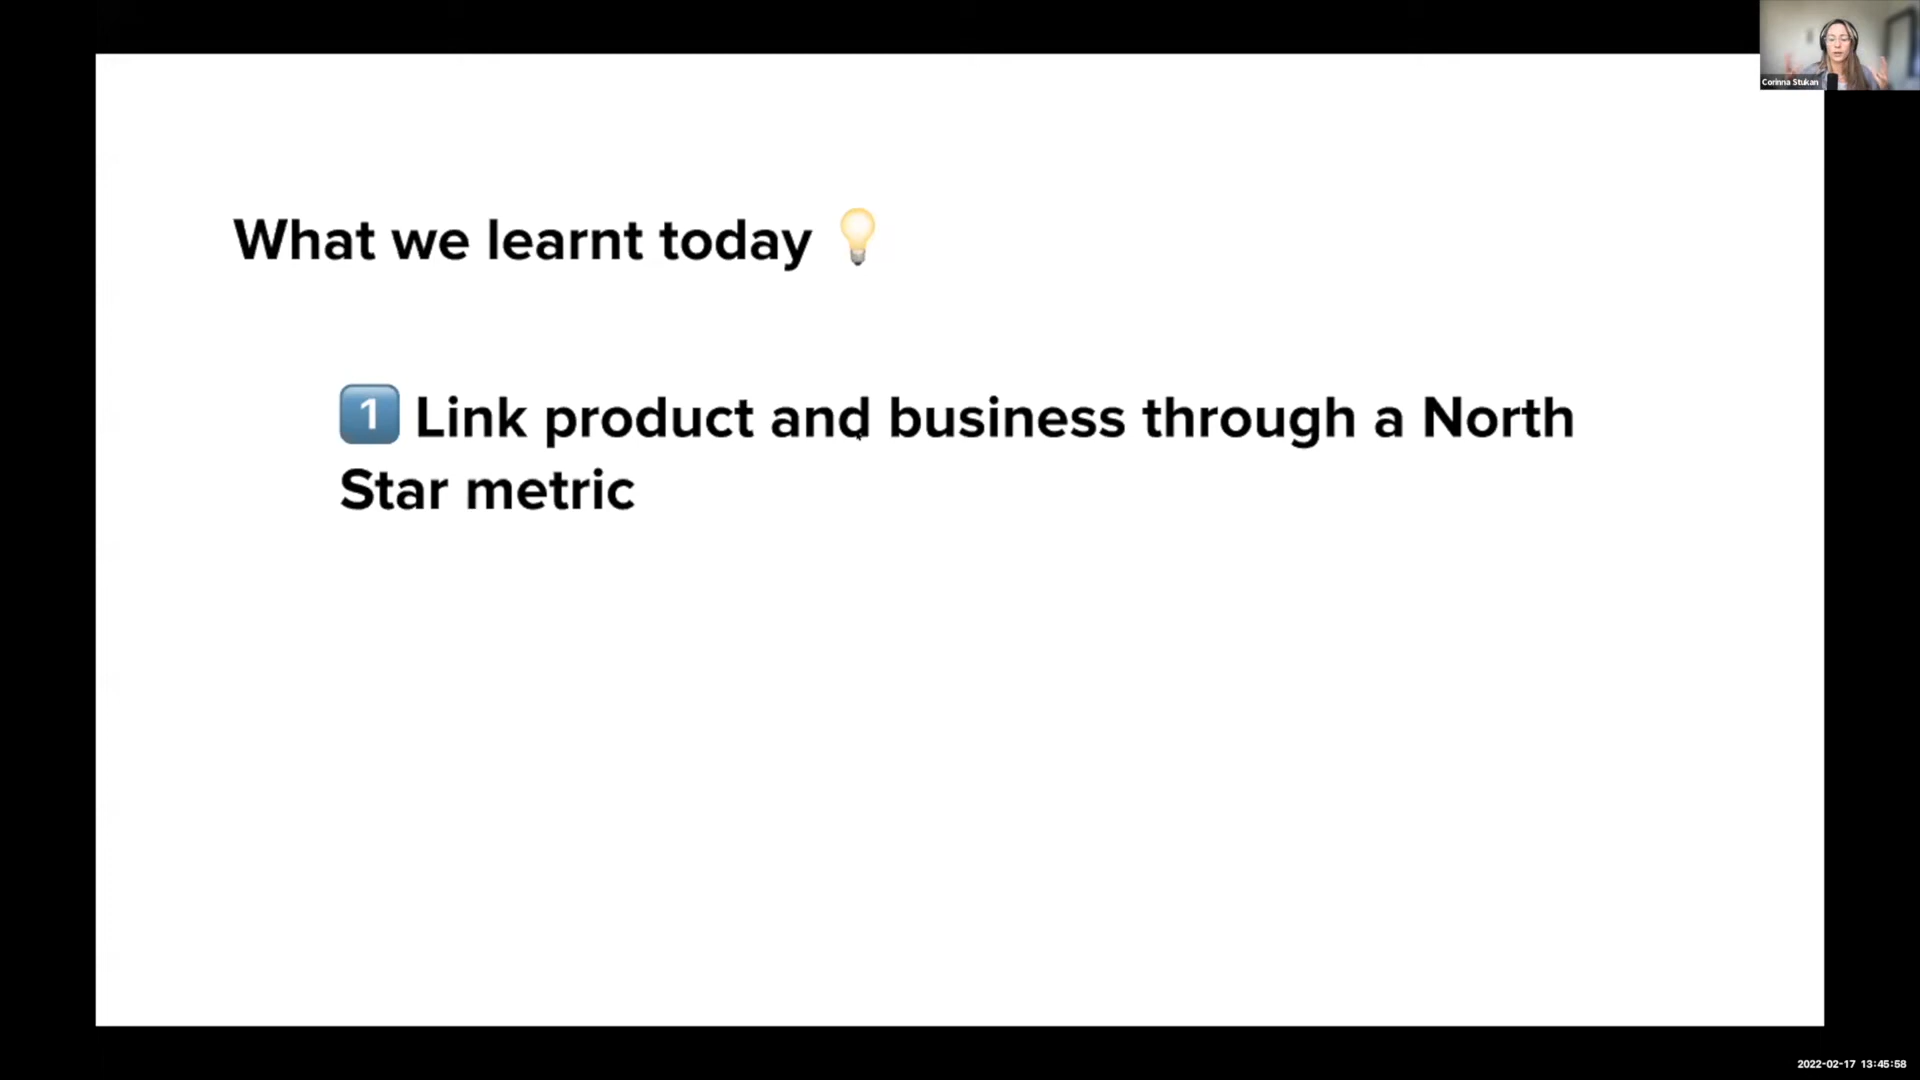 Corinna Stukan
What we learnt today 💡
1️⃣ Link product and business through a North
Star metric
2022-02-17 13:45:58